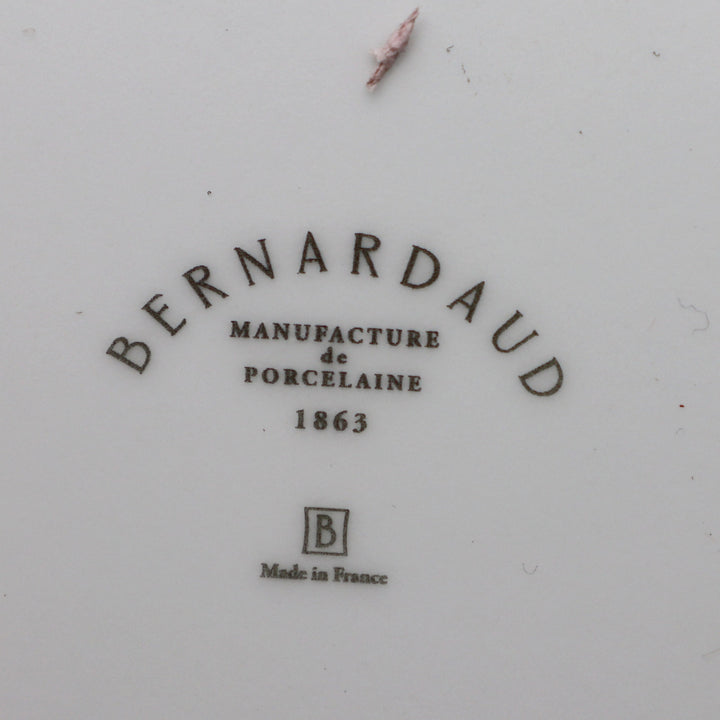 BERNARDAUD
MANUFACTURE
de
PORCELAINE
1863
B
Made in France